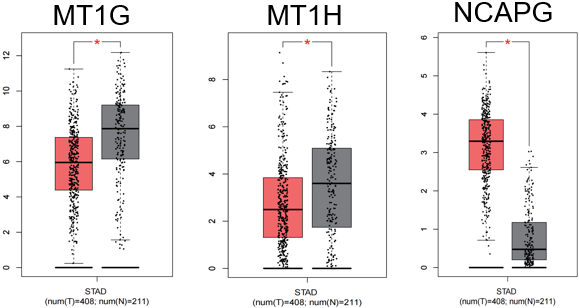 MT1G
*
12
10
8
6
4
2
0
STAD
(num(T)=408; num(N)=211)
MT1H
*
8
6
4
2
0
STAD
(num(T)=408; num(N)=211)
NCAPG
*
6
5
4
3
2
1
0
STAD
(num(T)=408; num(N)=211)